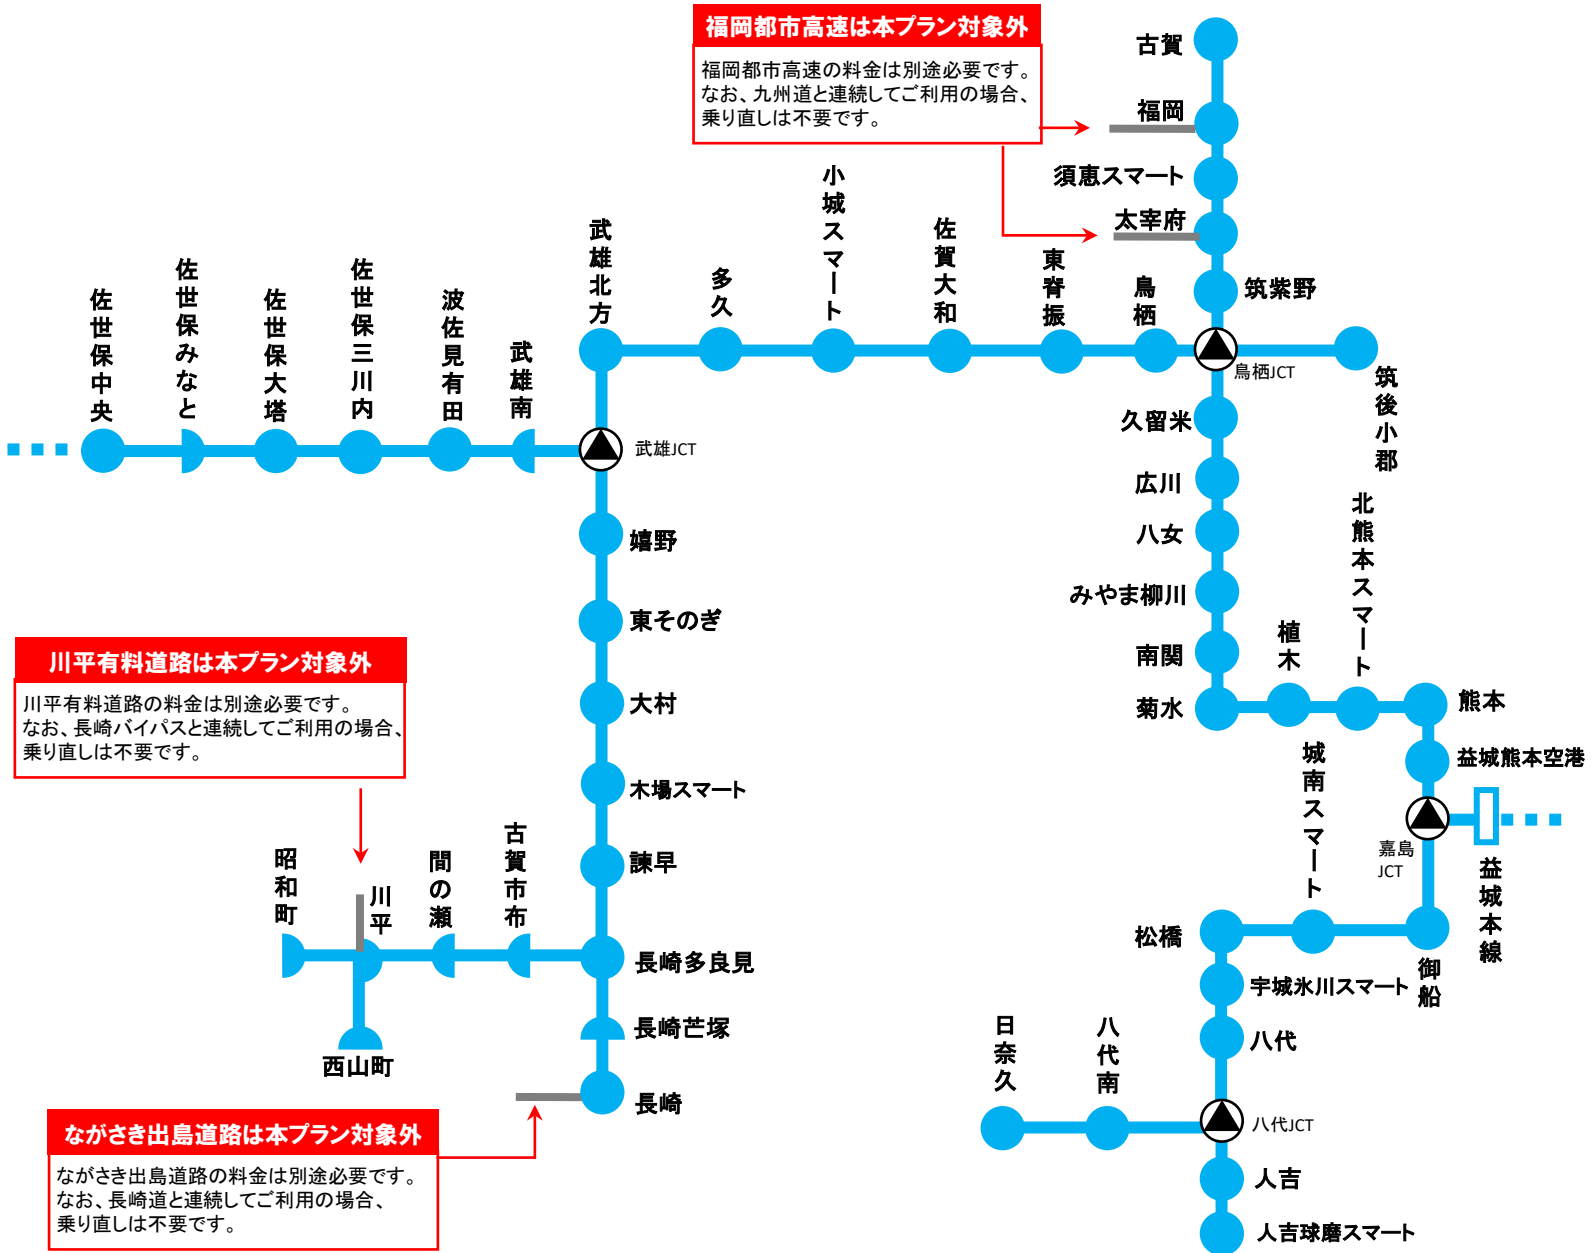 福岡都市高速は本プラン対象外
福岡都市高速の料金は別途必要です。
なお、九州道と連続してご利用の場合、
乗り直しは不要です。
古賀
福岡
須恵スマート
太宰府
筑紫野
鳥栖JCT
筑後小郡
鳥栖
東脊振
佐賀大和
小城スマート
多久
武雄北方
武雄JCT
武雄南
波佐見有田
佐世保三川内
佐世保大塔
佐世保みなと
佐世保中央
嬉野
東そのぎ
大村
木場スマート
諫早
長崎多良見
長崎芒塚
長崎
古賀市布
間の瀬
川平
昭和町
西山町
川平有料道路は本プラン対象外
川平有料道路の料金は別途必要です。
なお、長崎バイパスと連続してご利用の場合、
乗り直しは不要です。
ながさき出島道路は本プラン対象外
ながさき出島道路の料金は別途必要です。
なお、長崎道と連続してご利用の場合、
乗り直しは不要です。
久留米
広川
八女
みやま柳川
南関
菊水
植木
北熊本スマート
熊本
益城熊本空港
嘉島
JCT
益城本線
御船
城南スマート
松橋
宇城氷川スマート
八代
八代JCT
八代南
日奈久
人吉
人吉球磨スマート